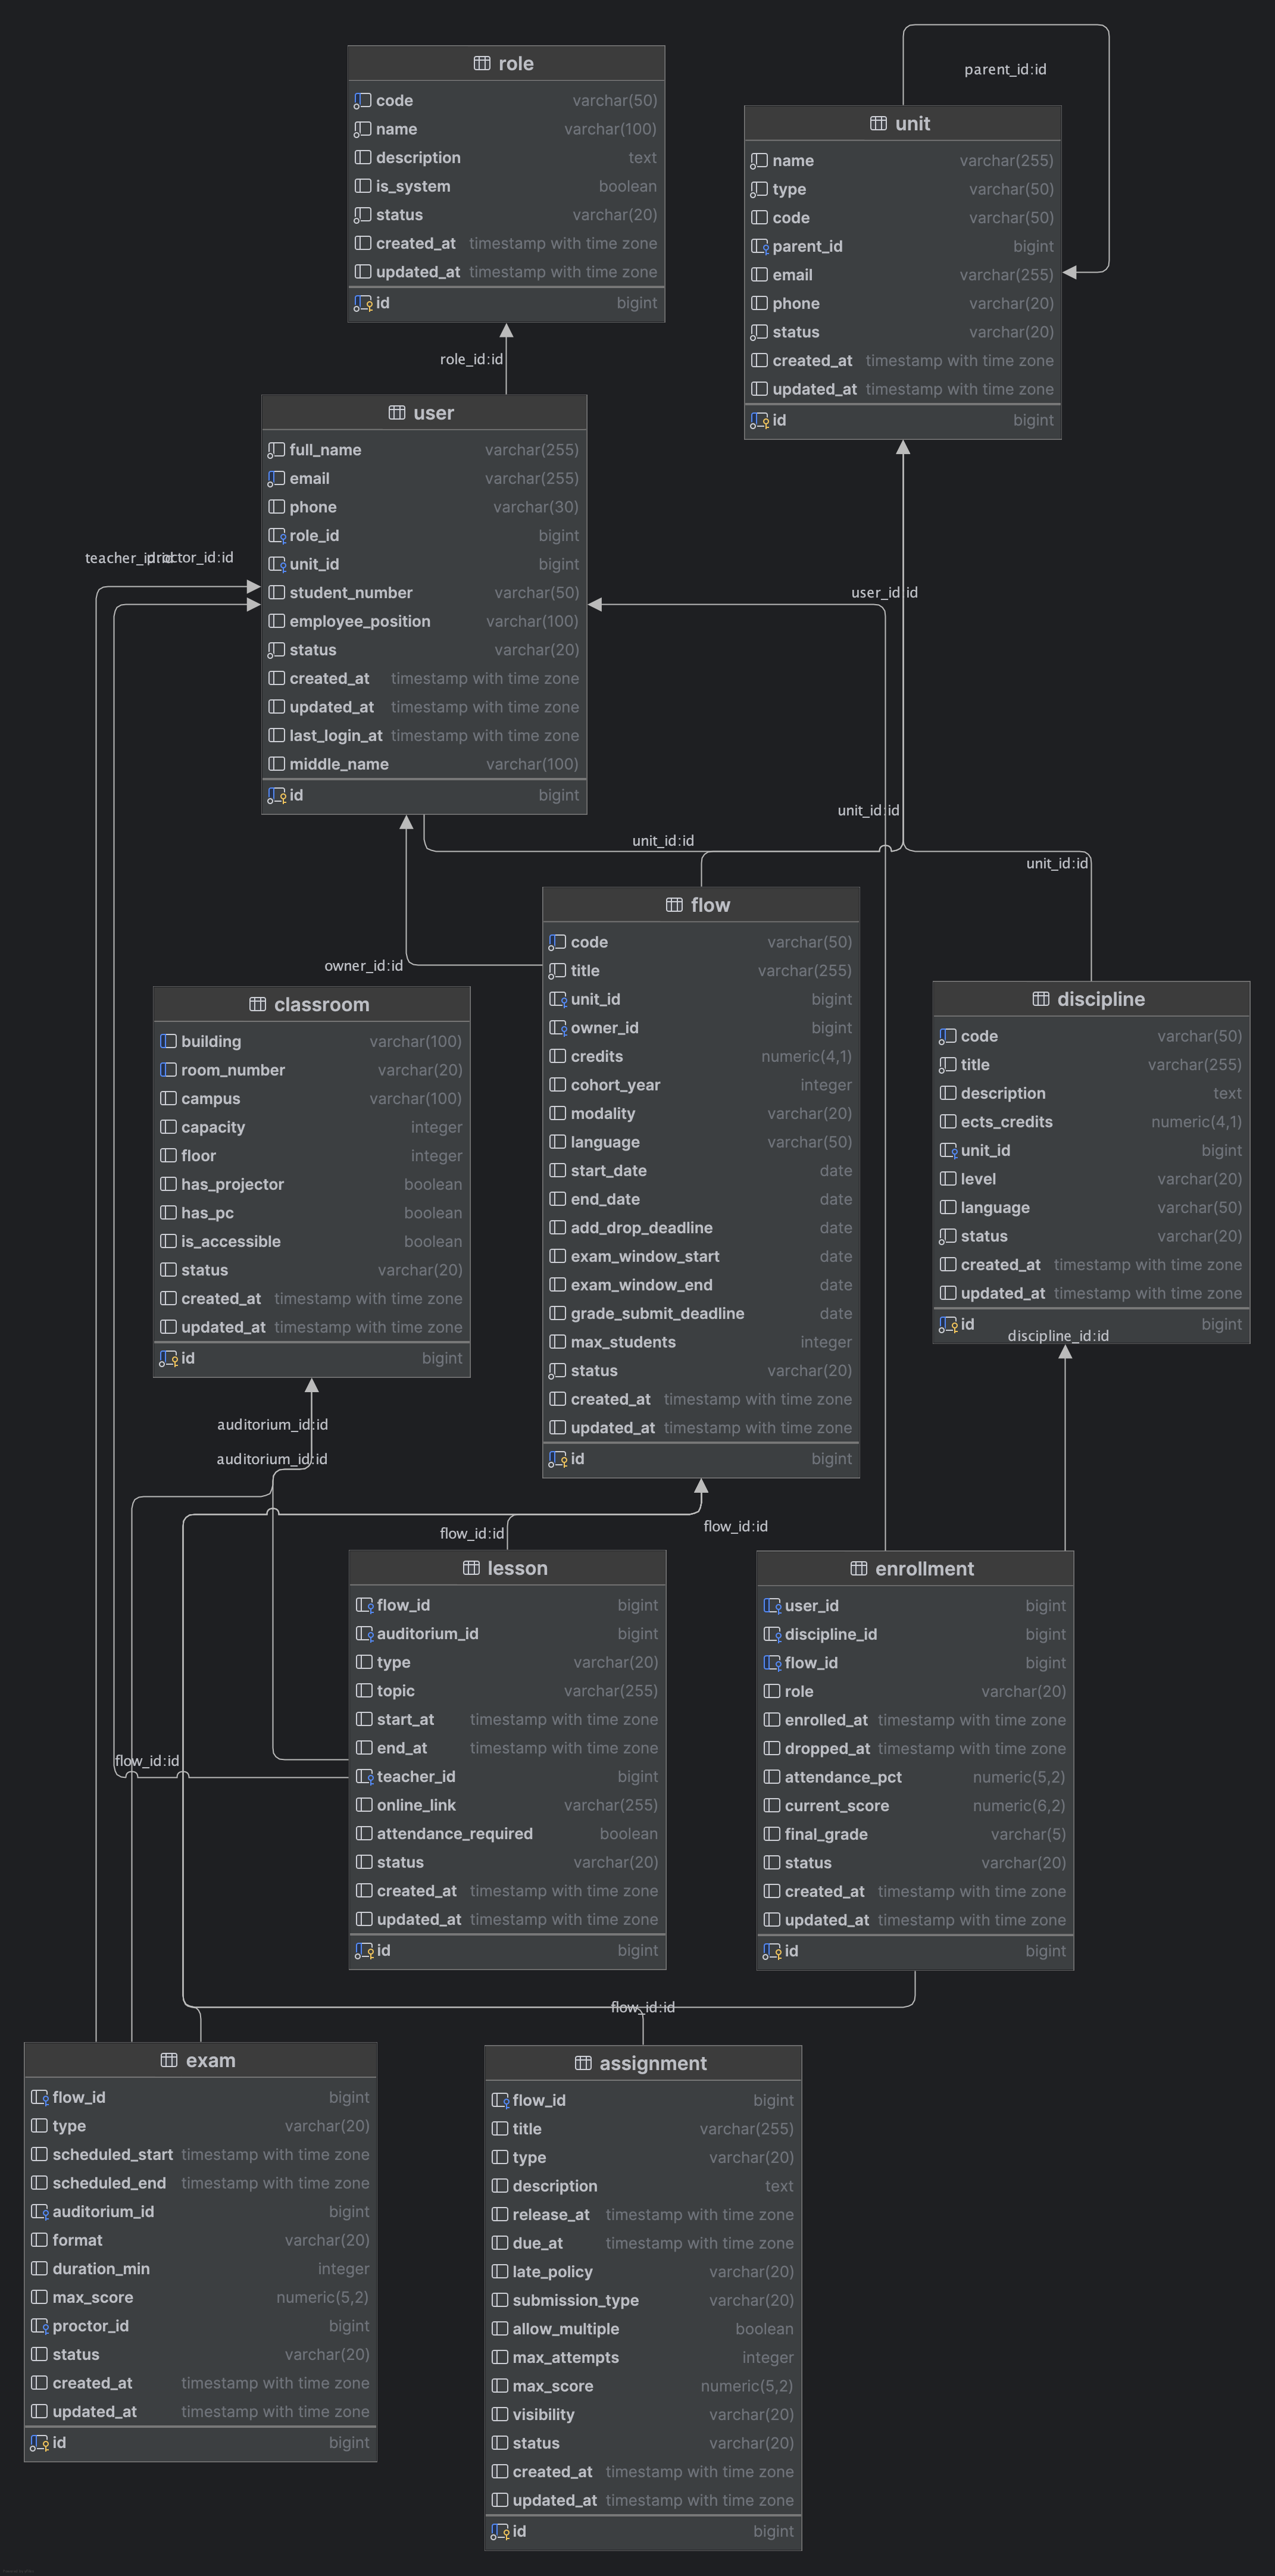 parent_id:id
role
code varchar(50)
name varchar(100)
description text
is_system boolean
status varchar(20)
created_at timestamp with time zone
updated_at timestamp with time zone
id bigint
unit
name varchar(255)
type varchar(50)
code varchar(50)
parent_id bigint
email varchar(255)
phone varchar(20)
status varchar(20)
created_at timestamp with time zone
updated_at timestamp with time zone
id bigint
role_id:id
user
full_name varchar(255)
email varchar(255)
phone varchar(30)
role_id bigint
unit_id bigint
student_number varchar(50)
employee_position varchar(100)
status varchar(20)
created_at timestamp with time zone
updated_at timestamp with time zone
last_login_at timestamp with time zone
middle_name varchar(100)
id bigint
teacher_id:id
proctor_id:id
user_id:id
unit_id:id
unit_id:id
unit_id:id
owner_id:id
flow
code varchar(50)
title varchar(255)
unit_id bigint
owner_id bigint
credits numeric(4,1)
cohort_year integer
modality varchar(20)
language varchar(50)
start_date date
end_date date
add_drop_deadline date
exam_window_start date
exam_window_end date
grade_submit_deadline date
max_students integer
status varchar(20)
created_at timestamp with time zone
updated_at timestamp with time zone
id bigint
classroom
building varchar(100)
room_number varchar(20)
campus varchar(100)
capacity integer
floor integer
has_projector boolean
has_pc boolean
is_accessible boolean
status varchar(20)
created_at timestamp with time zone
updated_at timestamp with time zone
id bigint
discipline
code varchar(50)
title varchar(255)
description text
ects_credits numeric(4,1)
unit_id bigint
level varchar(20)
language varchar(50)
status varchar(20)
created_at timestamp with time zone
updated_at timestamp with time zone
id bigint
discipline_id:id
auditorium_id:id
auditorium_id:id
flow_id:id
flow_id:id
lesson
flow_id bigint
auditorium_id bigint
type varchar(20)
topic varchar(255)
start_at timestamp with time zone
end_at timestamp with time zone
teacher_id bigint
online_link varchar(255)
attendance_required boolean
status varchar(20)
created_at timestamp with time zone
updated_at timestamp with time zone
id bigint
enrollment
user_id bigint
discipline_id bigint
flow_id bigint
role varchar(20)
enrolled_at timestamp with time zone
dropped_at timestamp with time zone
attendance_pct numeric(5,2)
current_score numeric(6,2)
final_grade varchar(5)
status varchar(20)
created_at timestamp with time zone
updated_at timestamp with time zone
id bigint
flow_id:id
flow_id:id
exam
flow_id bigint
type varchar(20)
scheduled_start timestamp with time zone
scheduled_end timestamp with time zone
auditorium_id bigint
format varchar(20)
duration_min integer
max_score numeric(5,2)
proctor_id bigint
status varchar(20)
created_at timestamp with time zone
updated_at timestamp with time zone
id bigint
assignment
flow_id bigint
title varchar(255)
type varchar(20)
description text
release_at timestamp with time zone
due_at timestamp with time zone
late_policy varchar(20)
submission_type varchar(20)
allow_multiple boolean
max_attempts integer
max_score numeric(5,2)
visibility varchar(20)
status varchar(20)
created_at timestamp with time zone
updated_at timestamp with time zone
id bigint